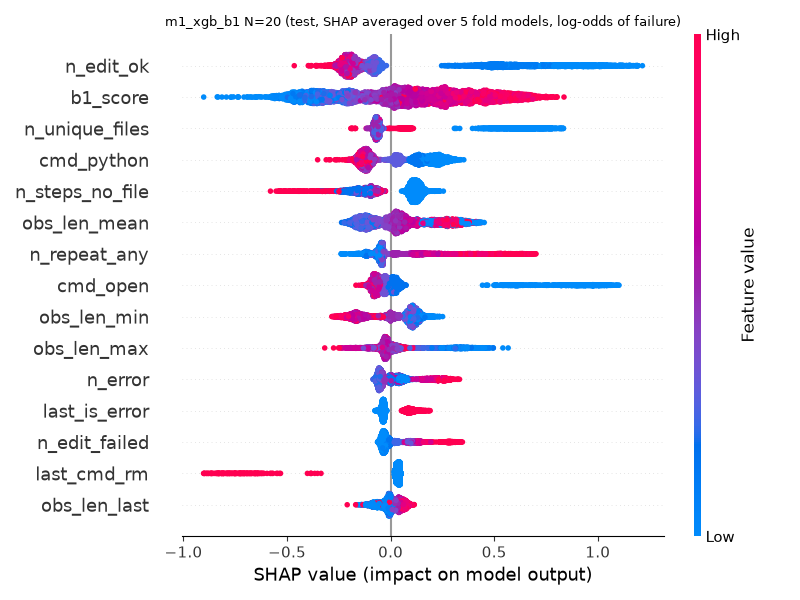 m1_xgb_b1 N=20 (test, SHAP averaged over 5 fold models, log-odds of failure)
High
n_edit_ok
b1_score
n_unique_files
cmd_python
n_steps_no_file
obs_len_mean
n_repeat_any
cmd_open
obs_len_min
obs_len_max
n_error
last_is_error
n_edit_failed
last_cmd_rm
obs_len_last
Feature value
Low
−1.0 −0.5 0.0 0.5 1.0
SHAP value (impact on model output)